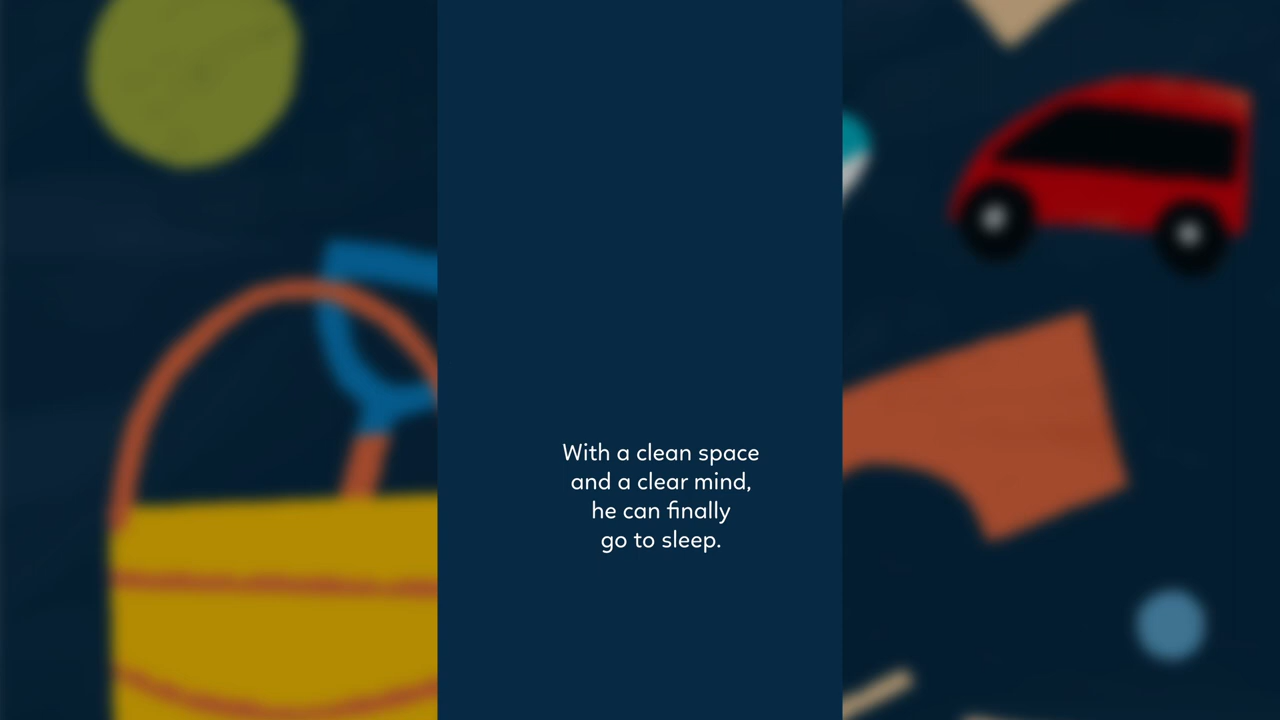 With a clean space
and a clear mind,
he can finally
go to sleep.